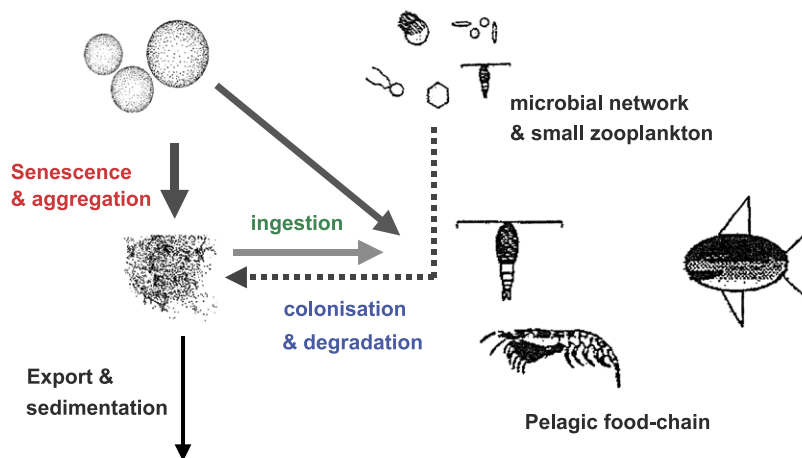 microbial network
& small zooplankton
Senescence
& aggregation
ingestion
colonisation
& degradation
Export &
sedimentation
Pelagic food-chain